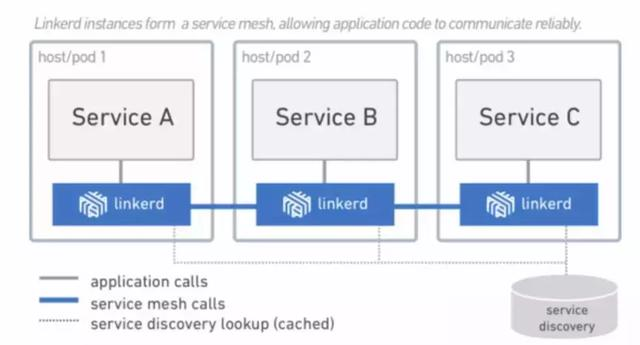 Linkerd instances form a service mesh, allowing application code to communicate reliably.
host/pod 1
host/pod 2
host/pod 3
Service A
Service B
Service C
linkerd
linkerd
linkerd
application calls
service mesh calls
service discovery lookup (cached)
service
discovery